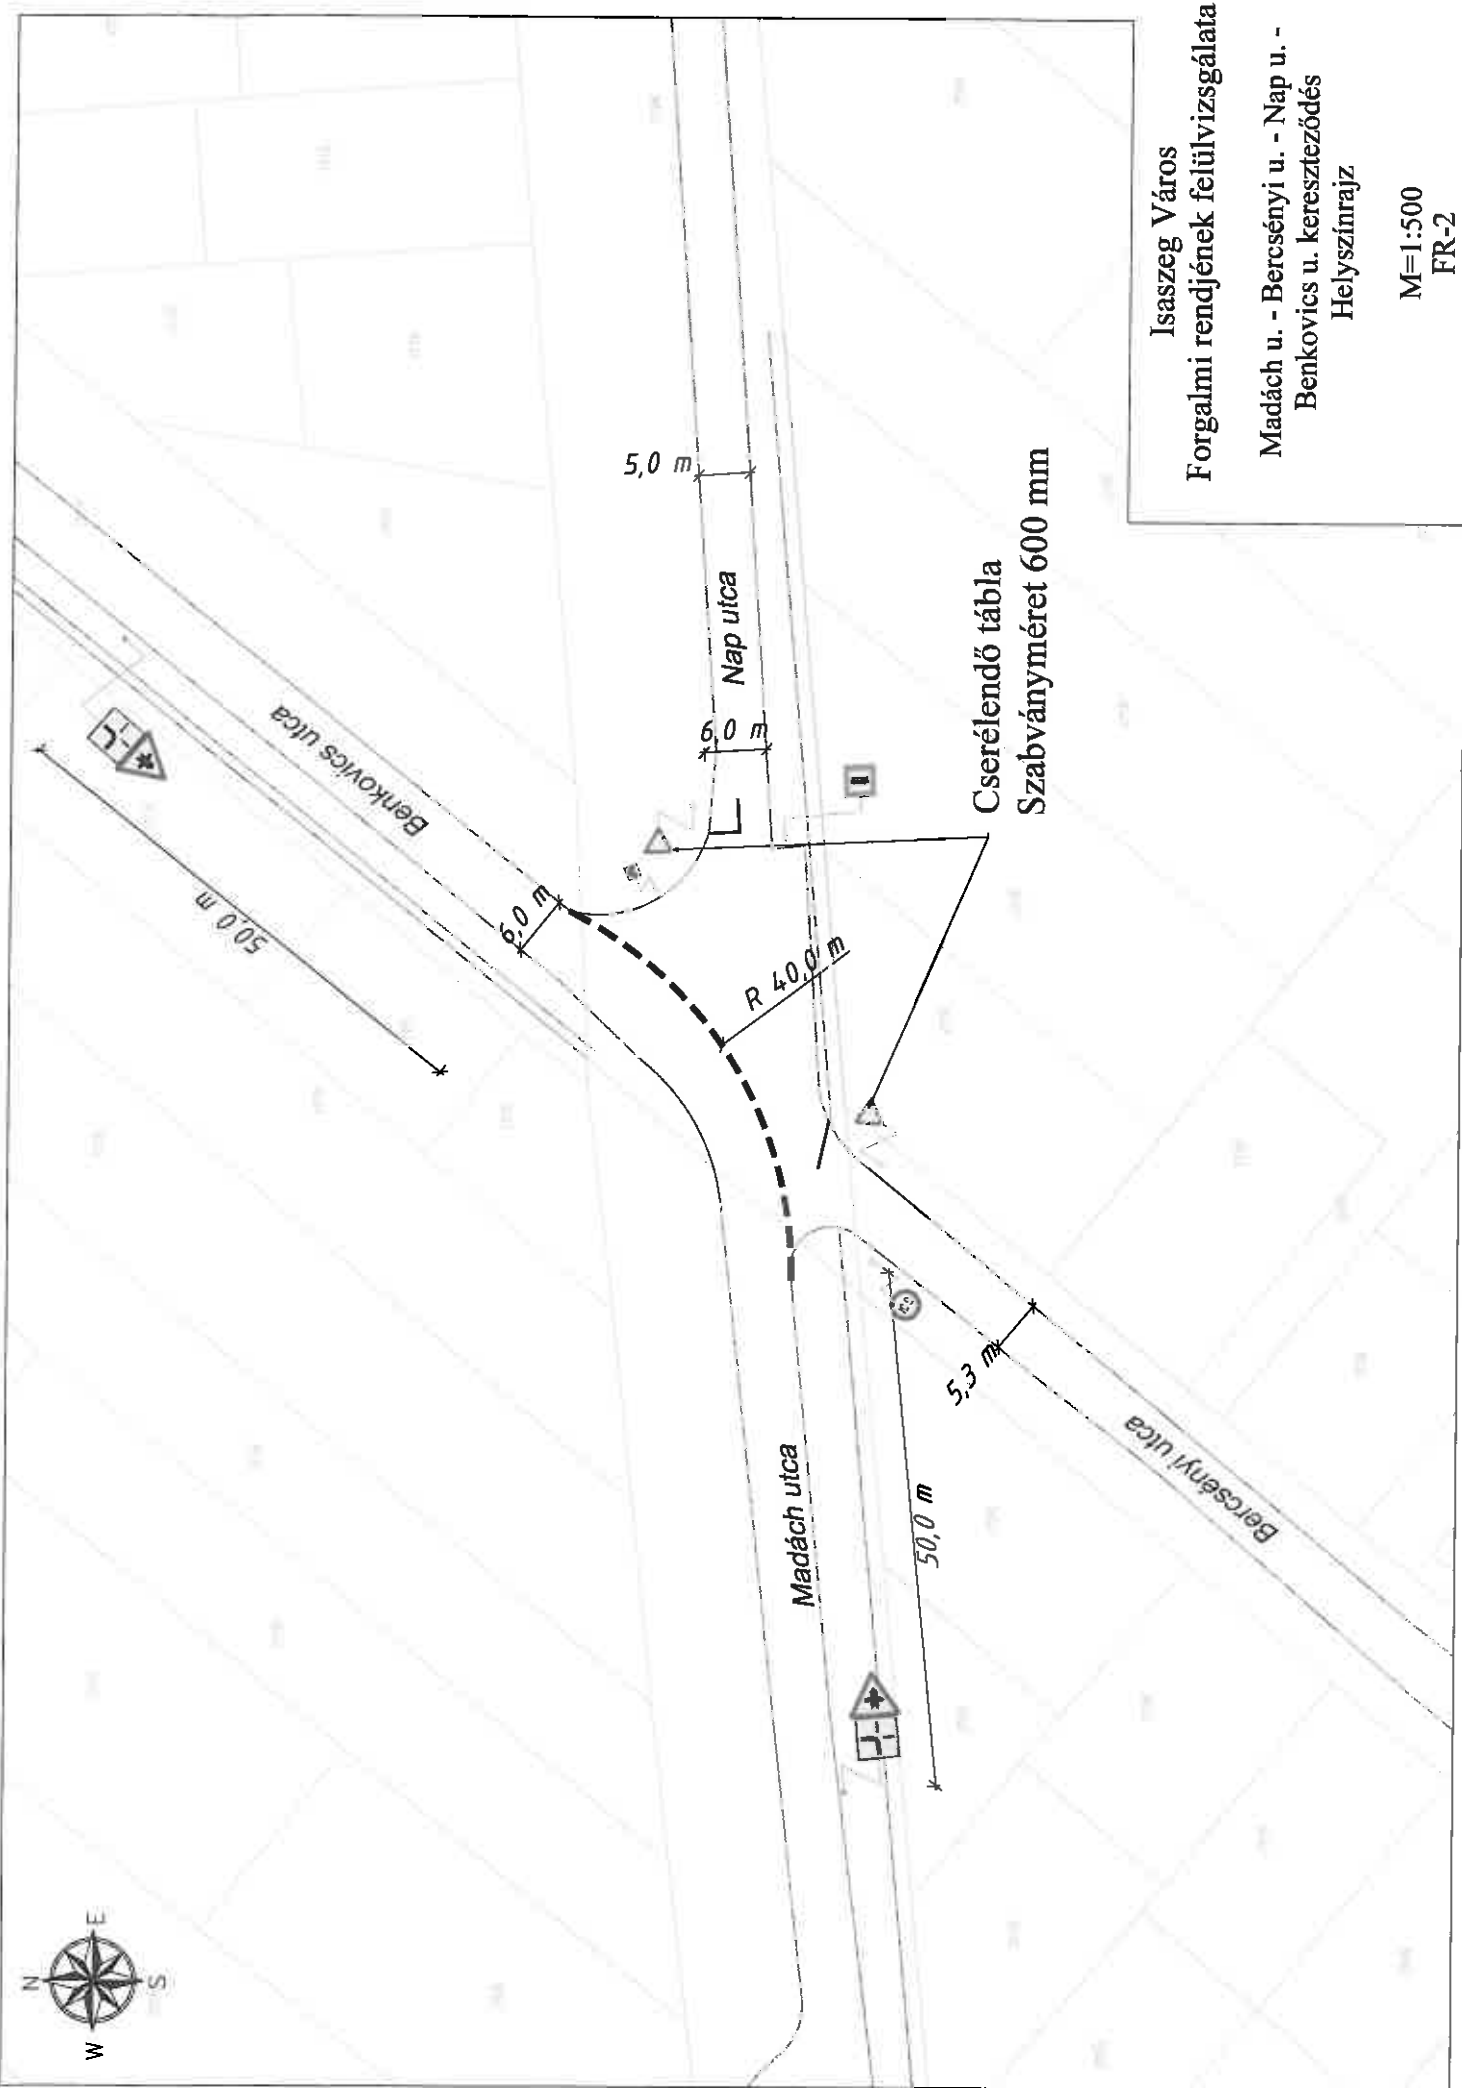 N
W
E
S
50,0 m
Benkovics utca
6,0 m
5,0 m
Nap utca
6,0 m
R 40,0 m
Madách utca
50,0 m
5,3 m
Bercsényi utca
Cserélendő tábla
Szabványméret 600 mm
Isaszeg Város
Forgalmi rendjének felülvizsgálata
Madách u. - Bercsényi u. - Nap u. -
Benkovics u. kereszteződés
Helyszínrajz
M=1:500
FR-2